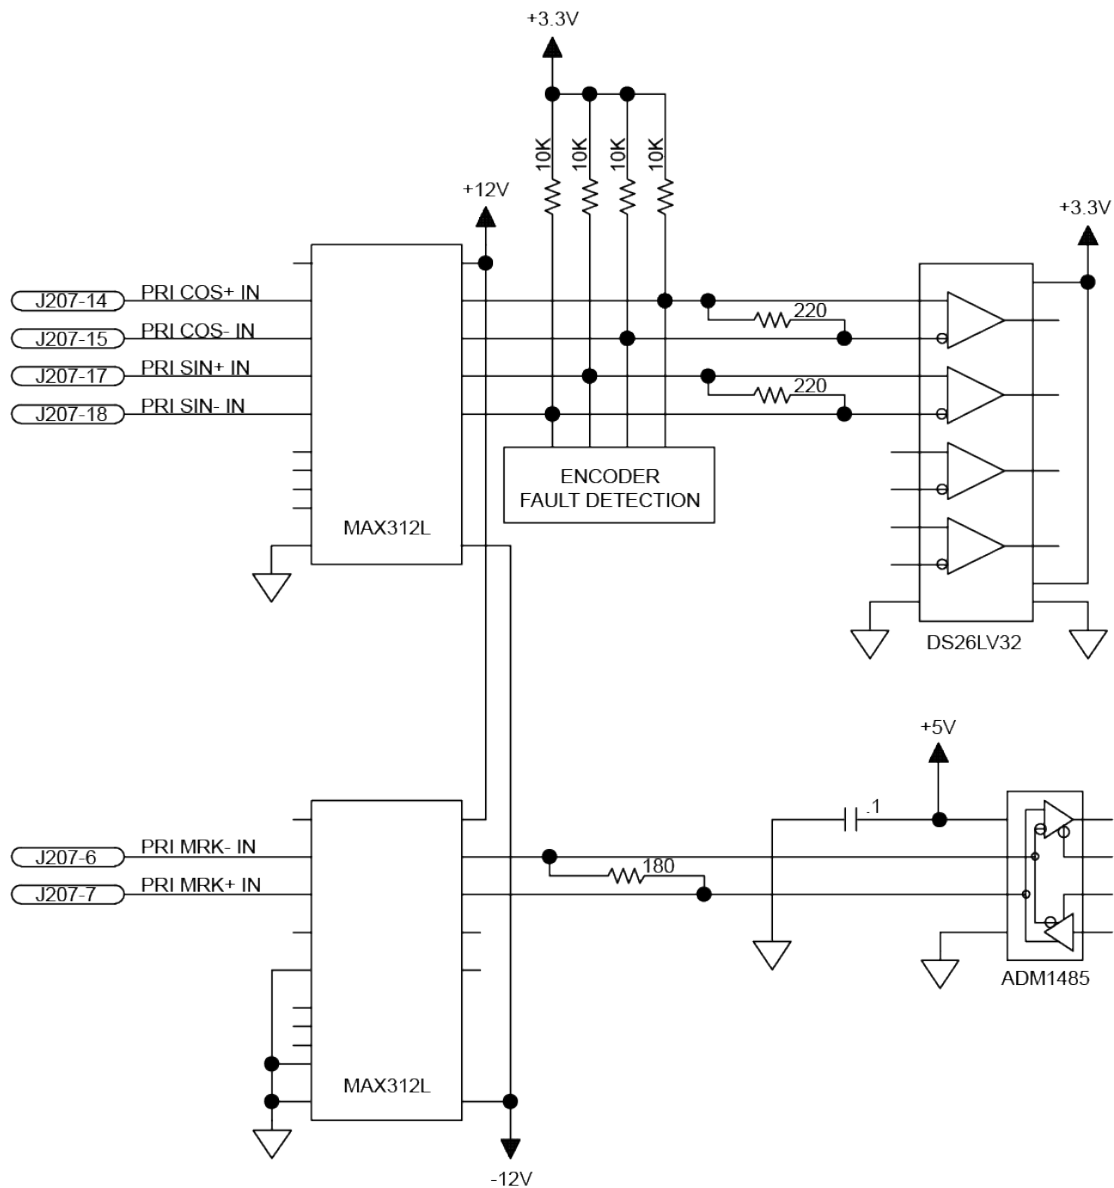 +3.3V
10K
10K
10K
10K
+12V
+3.3V
J207-14
PRI COS+ IN
J207-15
PRI COS- IN
J207-17
PRI SIN+ IN
J207-18
PRI SIN- IN
220
220
ENCODER
FAULT DETECTION
MAX312L
DS26LV32
+5V
.1
J207-6
PRI MRK- IN
J207-7
PRI MRK+ IN
180
ADM1485
MAX312L
-12V